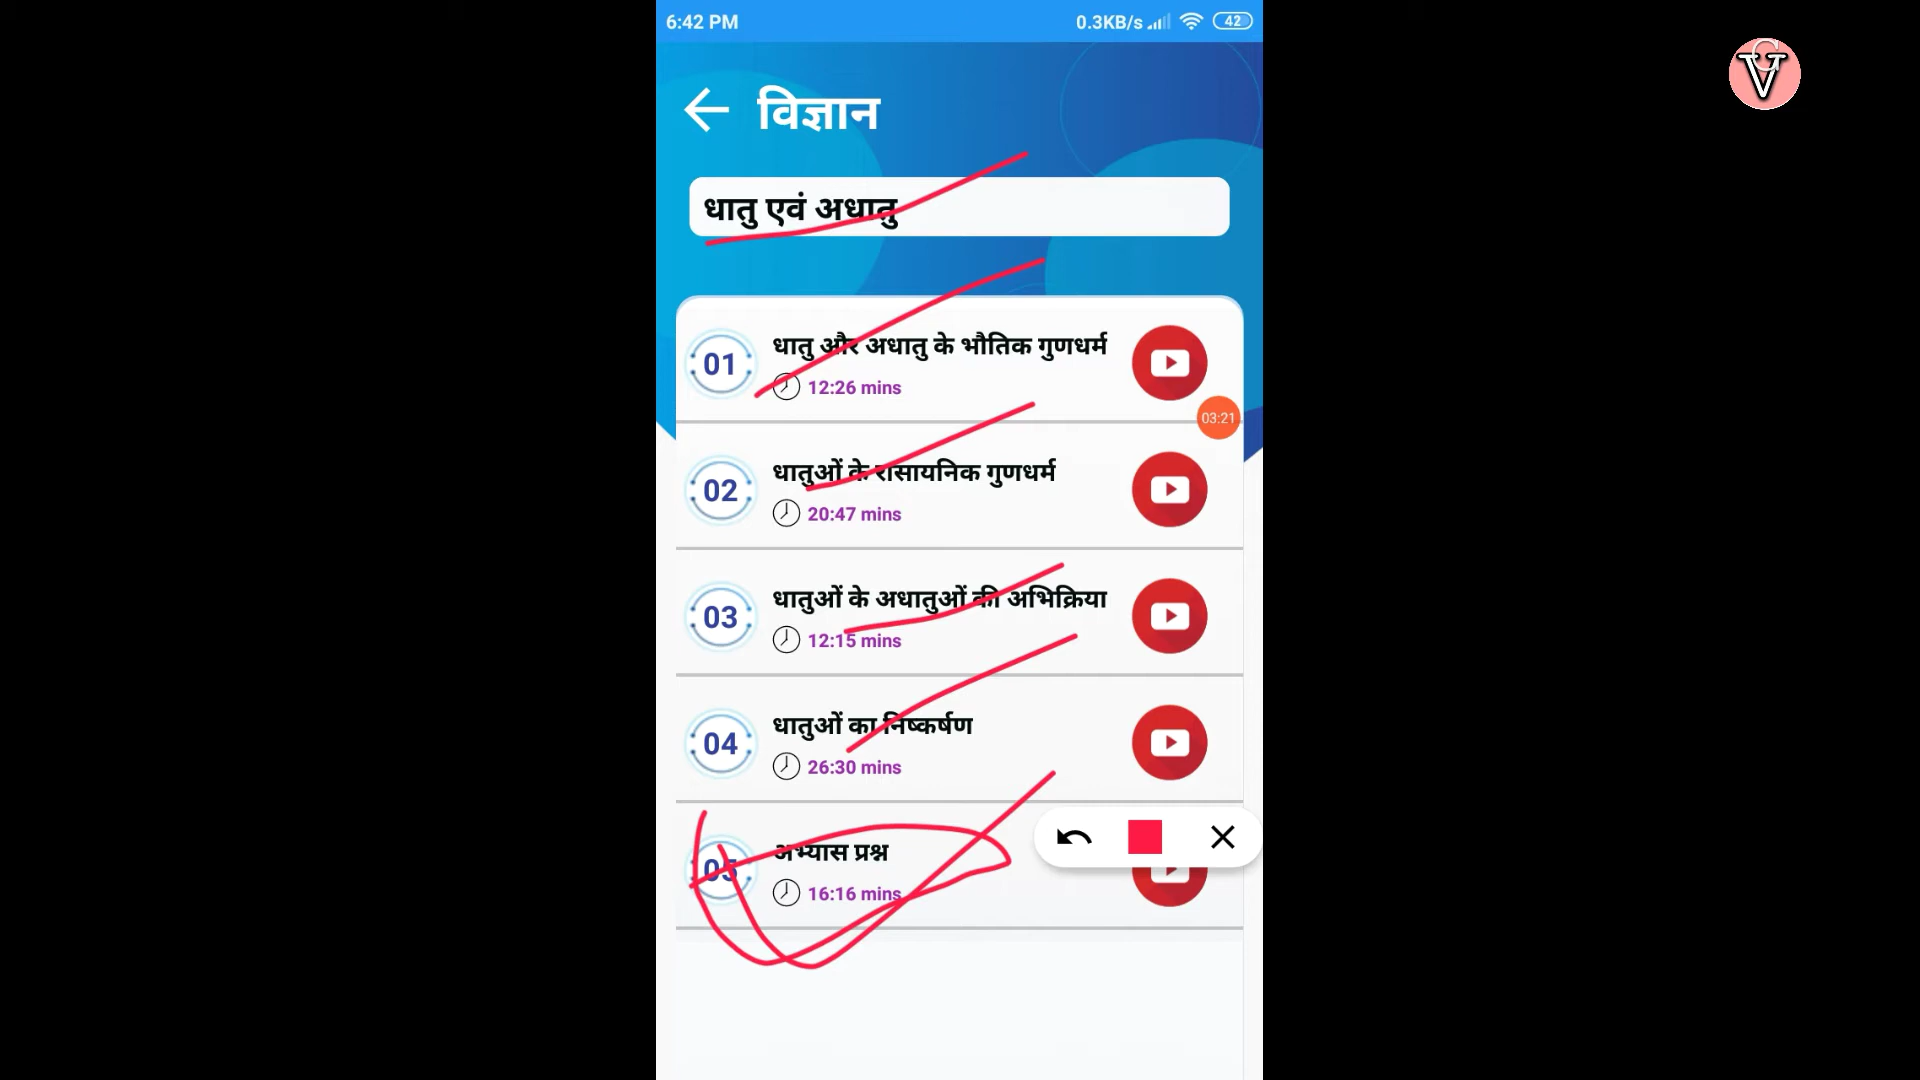 6:42 PM 0.3KB/s 42
विज्ञान
धातु एवं अधातु
01 धातु और अधातु के भौतिक गुणधर्म
12:26 mins
03:21
02 धातुओं के रासायनिक गुणधर्म
20:47 mins
03 धातुओं के अधातुओं की अभिक्रिया
12:15 mins
04 धातुओं का निष्कर्षण
26:30 mins
05 अभ्यास प्रश्न
16:16 mins